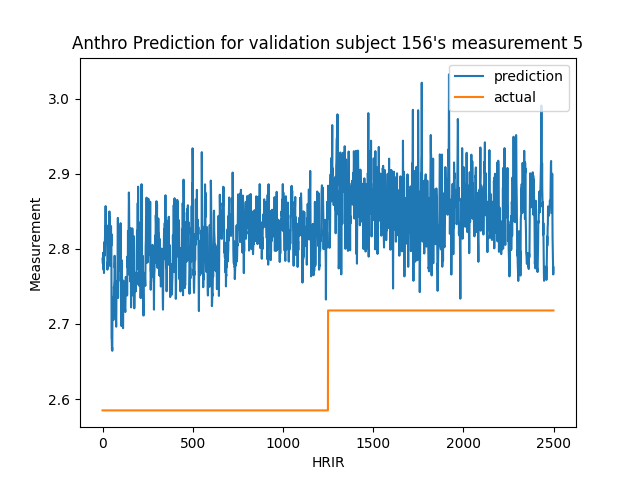 Anthro Prediction for validation subject 156's measurement 5
prediction
actual
3.0
2.9
2.8
2.7
2.6
Measurement
0
500
1000
1500
2000
2500
HRIR